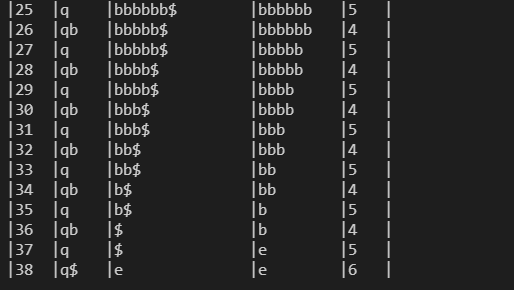 |25  |q   |bbbbbb$       |bbbbbb   |5   |
|26  |qb  |bbbbb$        |bbbbbb   |4   |
|27  |q   |bbbbb$        |bbbbb    |5   |
|28  |qb  |bbbb$         |bbbbb    |4   |
|29  |q   |bbbb$         |bbbb     |5   |
|30  |qb  |bbb$          |bbbb     |4   |
|31  |q   |bbb$          |bbb      |5   |
|32  |qb  |bb$           |bbb      |4   |
|33  |q   |bb$           |bb       |5   |
|34  |qb  |b$            |bb       |4   |
|35  |q   |b$            |b        |5   |
|36  |qb  |$             |b        |4   |
|37  |q   |$             |e        |5   |
|38  |q$  |e             |e        |6   |